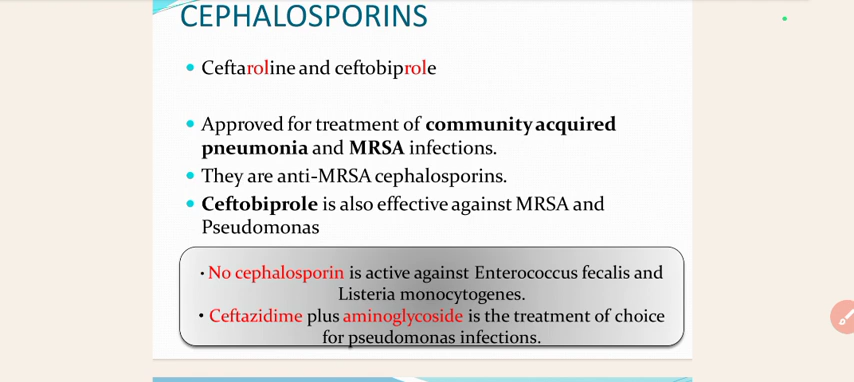 CEPHALOSPORINS
Ceftaroline and ceftobiprole
Approved for treatment of community acquired
pneumonia and MRSA infections.
They are anti-MRSA cephalosporins.
Ceftobiprole is also effective against MRSA and
Pseudomonas
• No cephalosporin is active against Enterococcus fecalis and
Listeria monocytogenes.
• Ceftazidime plus aminoglycoside is the treatment of choice
for pseudomonas infections.